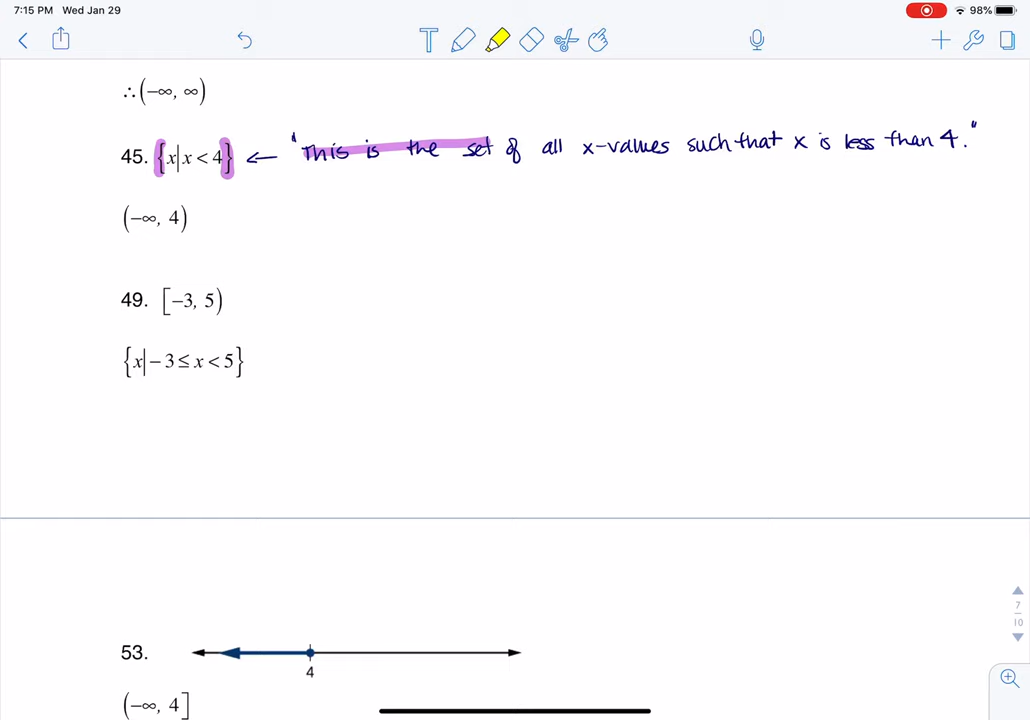 7:15 PM Wed Jan 29
98%
∴(−∞, ∞)
45. {x|x < 4} ← "This is the set of all x-values such that x is less than 4."
(−∞, 4)
49. [−3, 5)
{x|−3 ≤ x < 5}
7
10
53.
4
(−∞, 4]